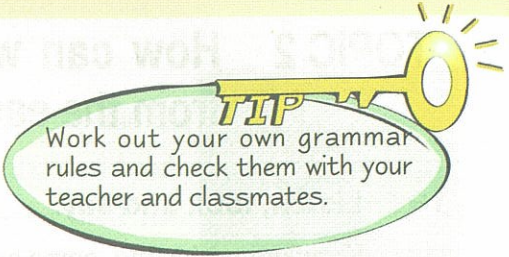 TIP
Work out your own grammar
rules and check them with your
teacher and classmates.